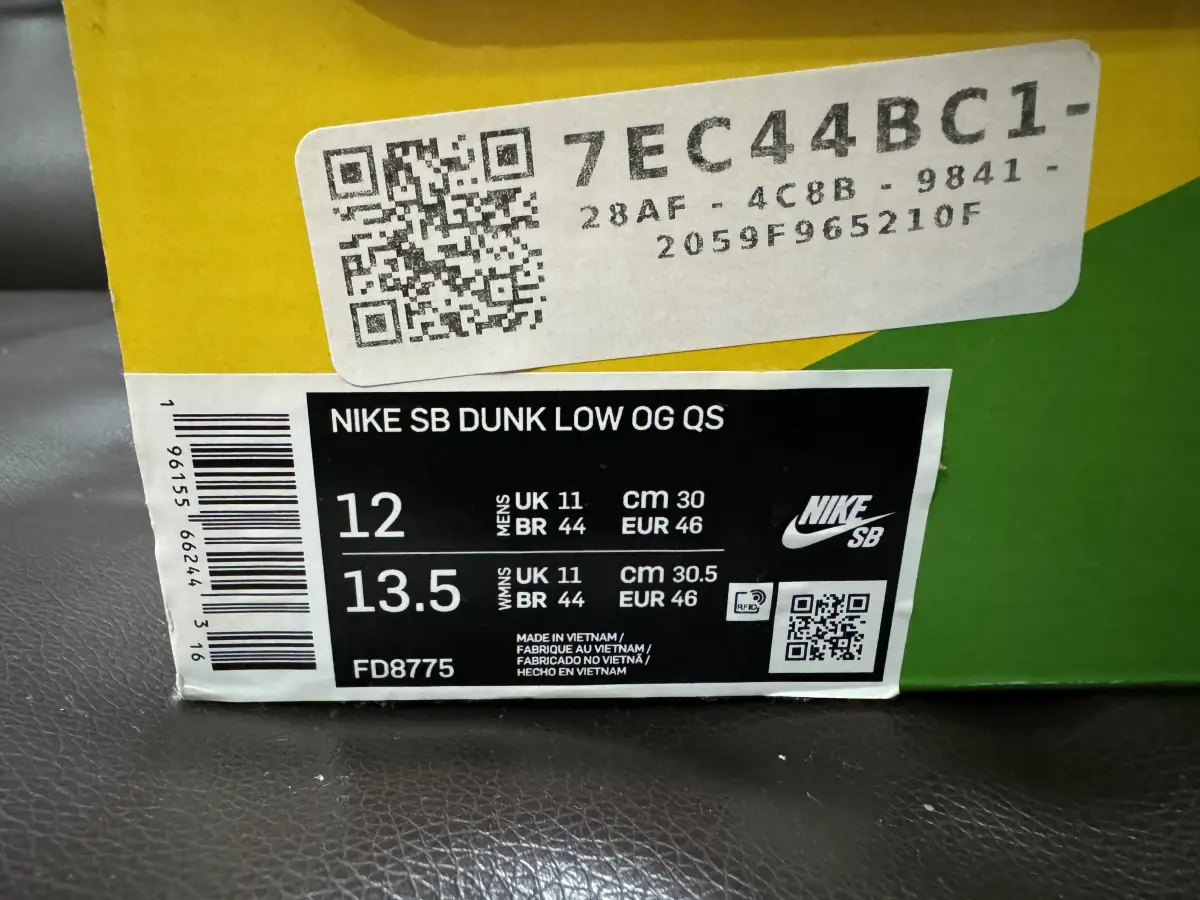 7EC44BC1-
28AF - 4C8B - 9841 -
2059F965210F
1 96155 66244 3 16
NIKE SB DUNK LOW OG QS
12
MENS
UK 11 cm 30
BR 44 EUR 46
NIKE
SB
13.5
WMNS
UK 11 cm 30.5
BR 44 EUR 46
RFID
FD8775
MADE IN VIETNAM /
FABRIQUE AU VIETNAM /
FABRICADO NO VIETNÃ /
HECHO EN VIETNAM